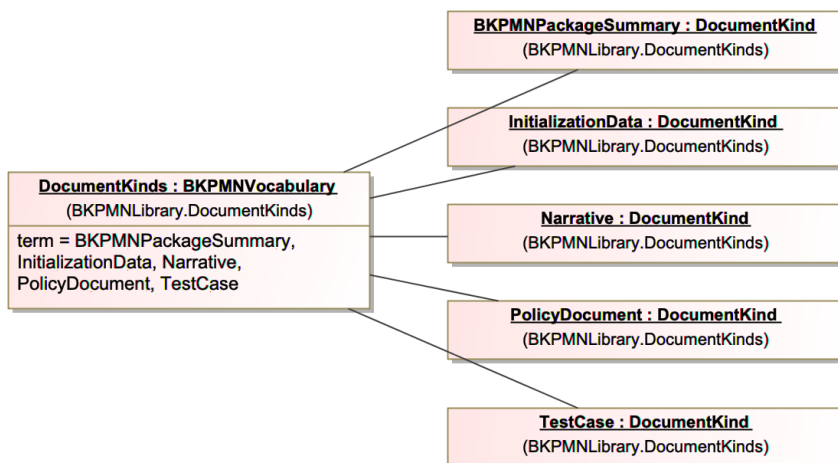 BKPMNPackageSummary : DocumentKind
(BKPMNLibrary.DocumentKinds)
InitializationData : DocumentKind
(BKPMNLibrary.DocumentKinds)
DocumentKinds : BKPMNVocabulary
(BKPMNLibrary.DocumentKinds)
term = BKPMNPackageSummary,
InitializationData, Narrative,
PolicyDocument, TestCase
Narrative : DocumentKind
(BKPMNLibrary.DocumentKinds)
PolicyDocument : DocumentKind
(BKPMNLibrary.DocumentKinds)
TestCase : DocumentKind
(BKPMNLibrary.DocumentKinds)